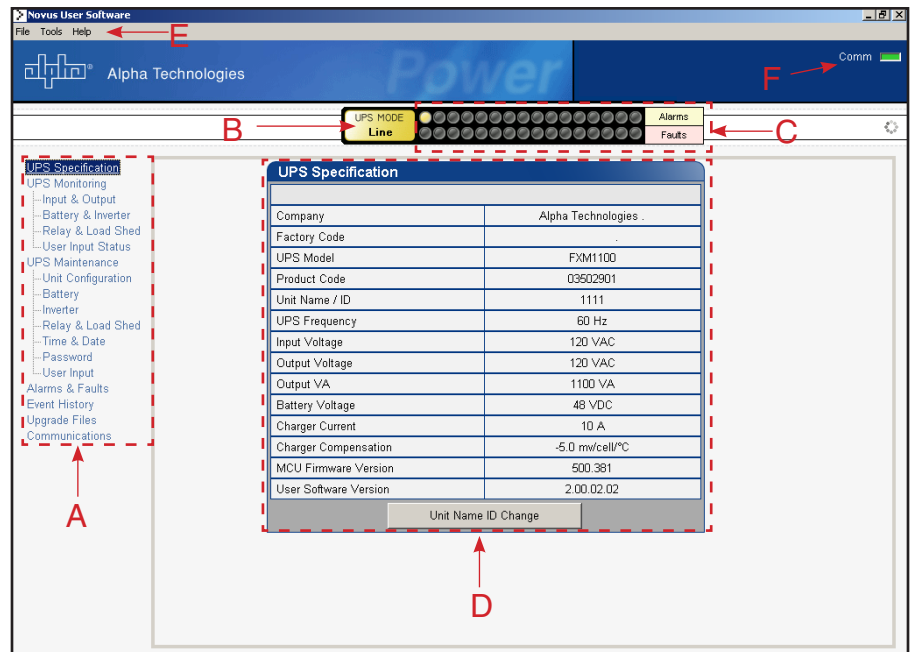 Novus User Software
File Tools Help
E
alpha®
Alpha Technologies
Power
Comm
F
UPS MODE
Line
Alarms
Faults
B
C
UPS Specification
UPS Monitoring
Input & Output
Battery & Inverter
Relay & Load Shed
User Input Status
UPS Maintenance
Unit Configuration
Battery
Inverter
Relay & Load Shed
Time & Date
Password
User Input
Alarms & Faults
Event History
Upgrade Files
Communications
A
UPS Specification
Company Alpha Technologies .
Factory Code .
UPS Model FXM1100
Product Code 03502901
Unit Name / ID 1111
UPS Frequency 60 Hz
Input Voltage 120 VAC
Output Voltage 120 VAC
Output VA 1100 VA
Battery Voltage 48 VDC
Charger Current 10 A
Charger Compensation -5.0 mv/cell/°C
MCU Firmware Version 500.381
User Software Version 2.00.02.02
Unit Name ID Change
D